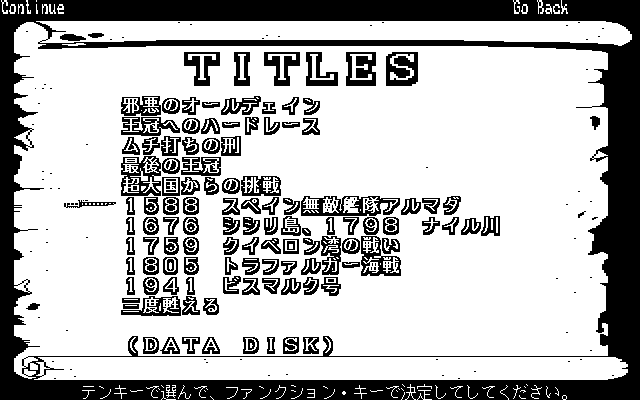 Continue Go Back
TITLES
邪悪のオールデェイン
王冠へのハードレース
ムチ打ちの刑
最後の王冠
超大国からの挑戦
1588 スペイン無敵艦隊アルマダ
1676 シシリ島、1798 ナイル川
1759 クイベロン湾の戦い
1805 トラファルガー海戦
1941 ビスマルク号
三度甦える
(DATA DISK)
テンキーで選んで、ファンクション・キーで決定してしてください。